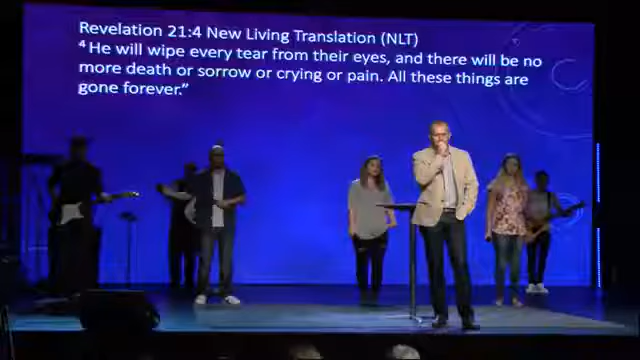 Revelation 21:4 New Living Translation (NLT)
⁴ He will wipe every tear from their eyes, and there will be no
more death or sorrow or crying or pain. All these things are
gone forever.”